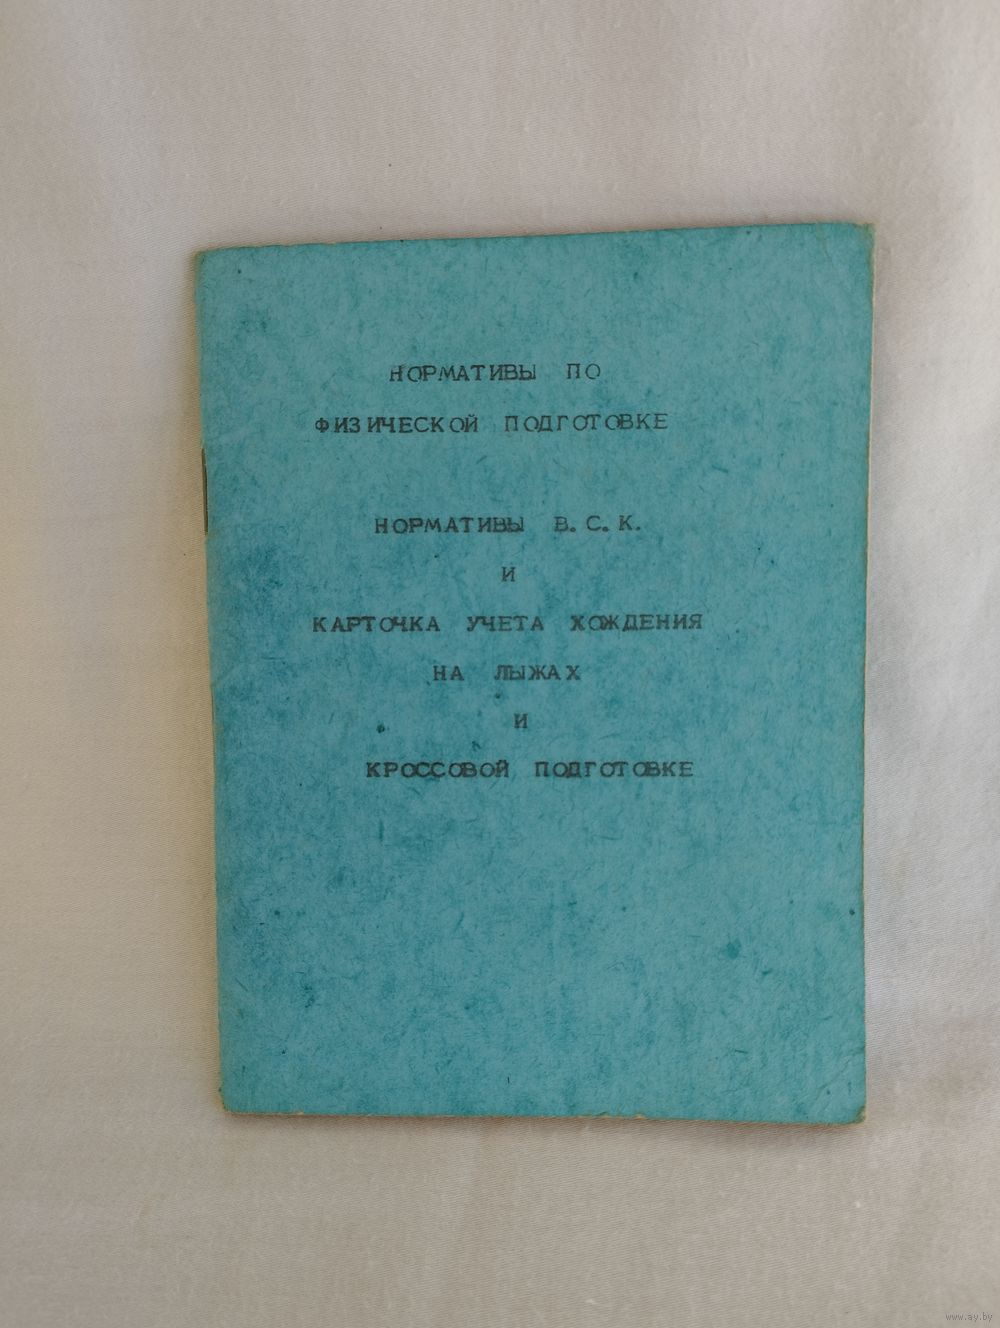 НОРМАТИВЫ ПО
ФИЗИЧЕСКОЙ ПОДГОТОВКЕ
НОРМАТИВЫ В.С.К.
И
КАРТОЧКА УЧЕТА ХОЖДЕНИЯ
НА ЛЫЖАХ
И
КРОССОВОЙ ПОДГОТОВКЕ
www.ay.by